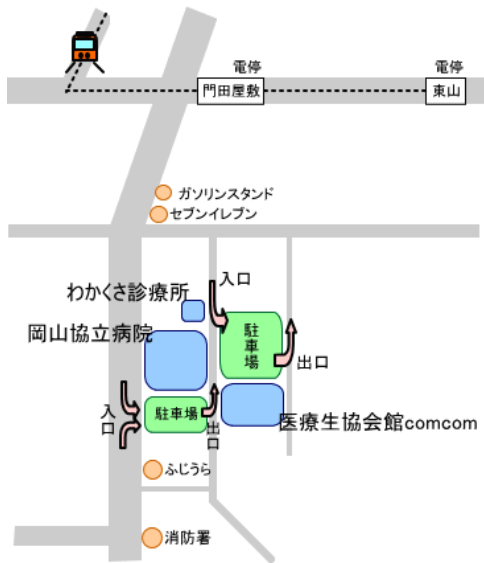 電停
電停
門田屋敷
東山
ガソリンスタンド
セブンイレブン
入口
わかくさ診療所
岡山協立病院
駐車場
出口
入口
駐車場
出口
医療生協会館comcom
ふじうら
消防署